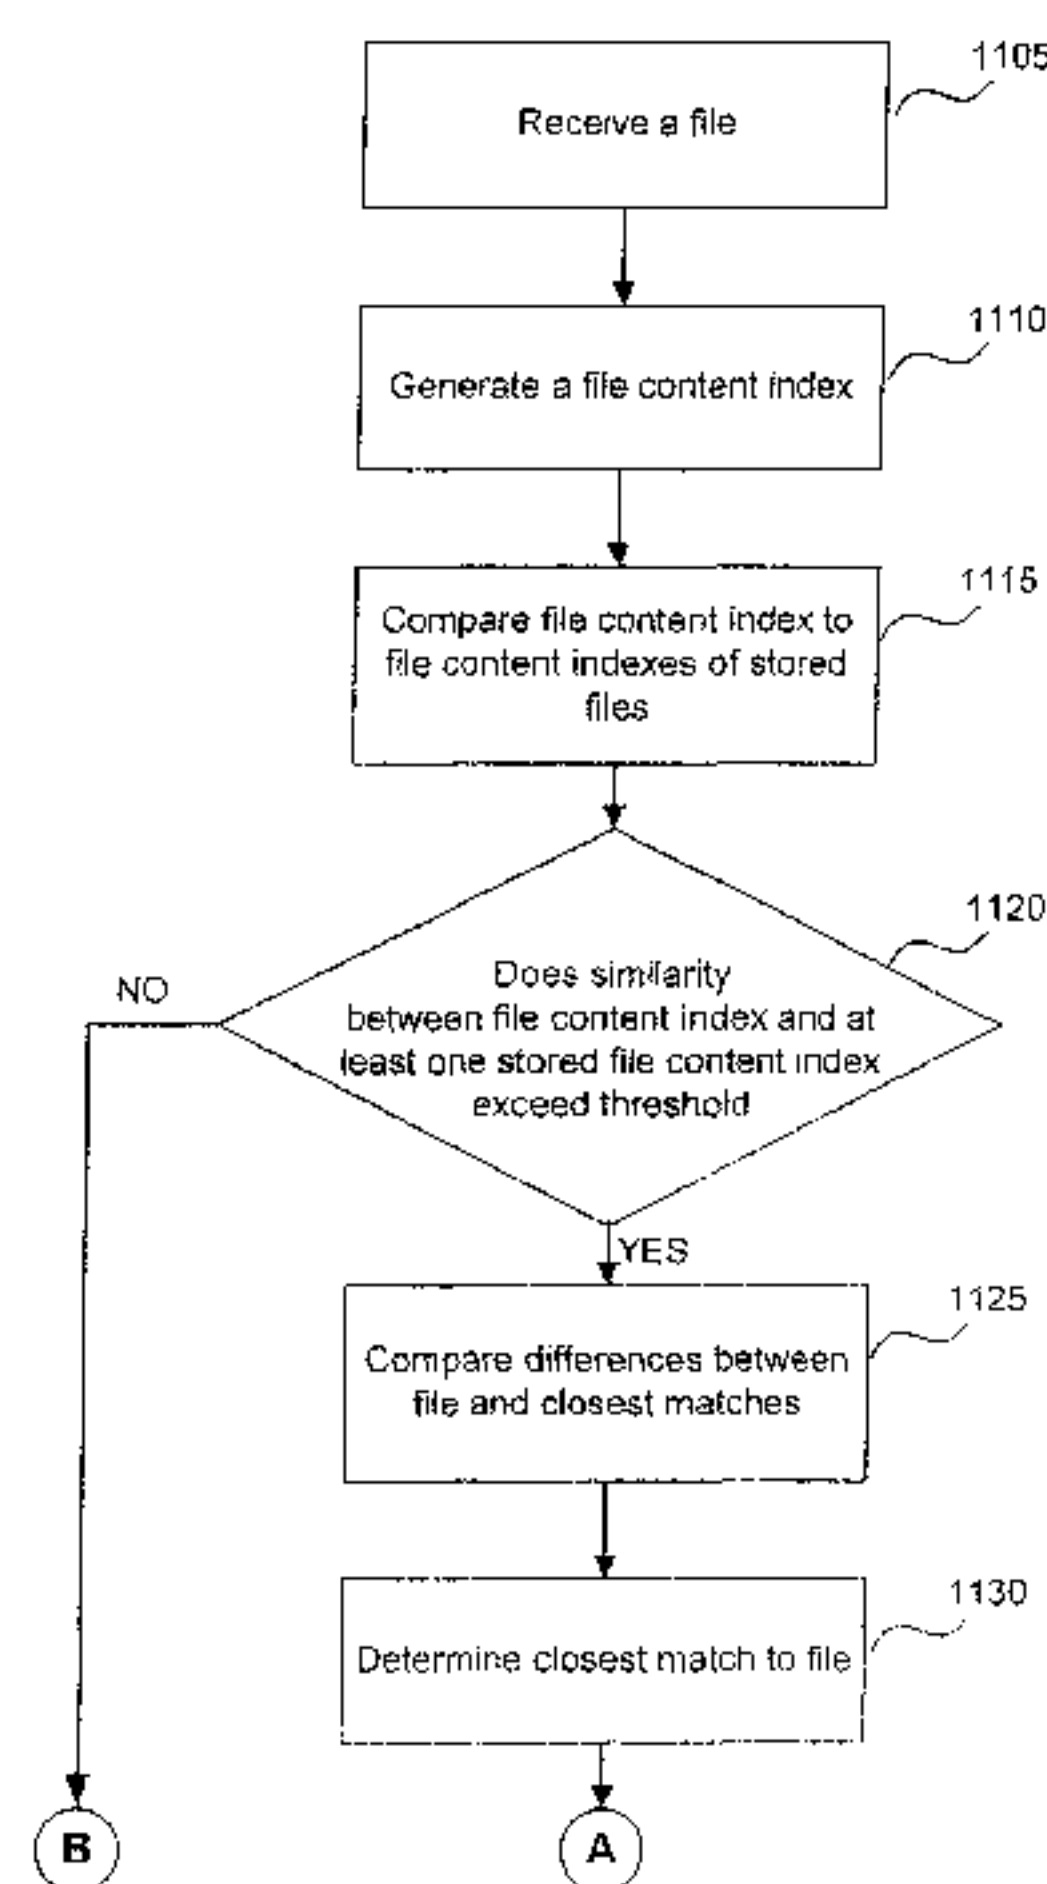 1105
Receive a file
1110
Generate a file content index
1115
Compare file content index to
file content indexes of stored
files
1120
NO
Does similarity
between file content index and at
least one stored file content index
exceed threshold
YES
1125
Compare differences between
file and closest matches
1130
Determine closest match to file
B
A